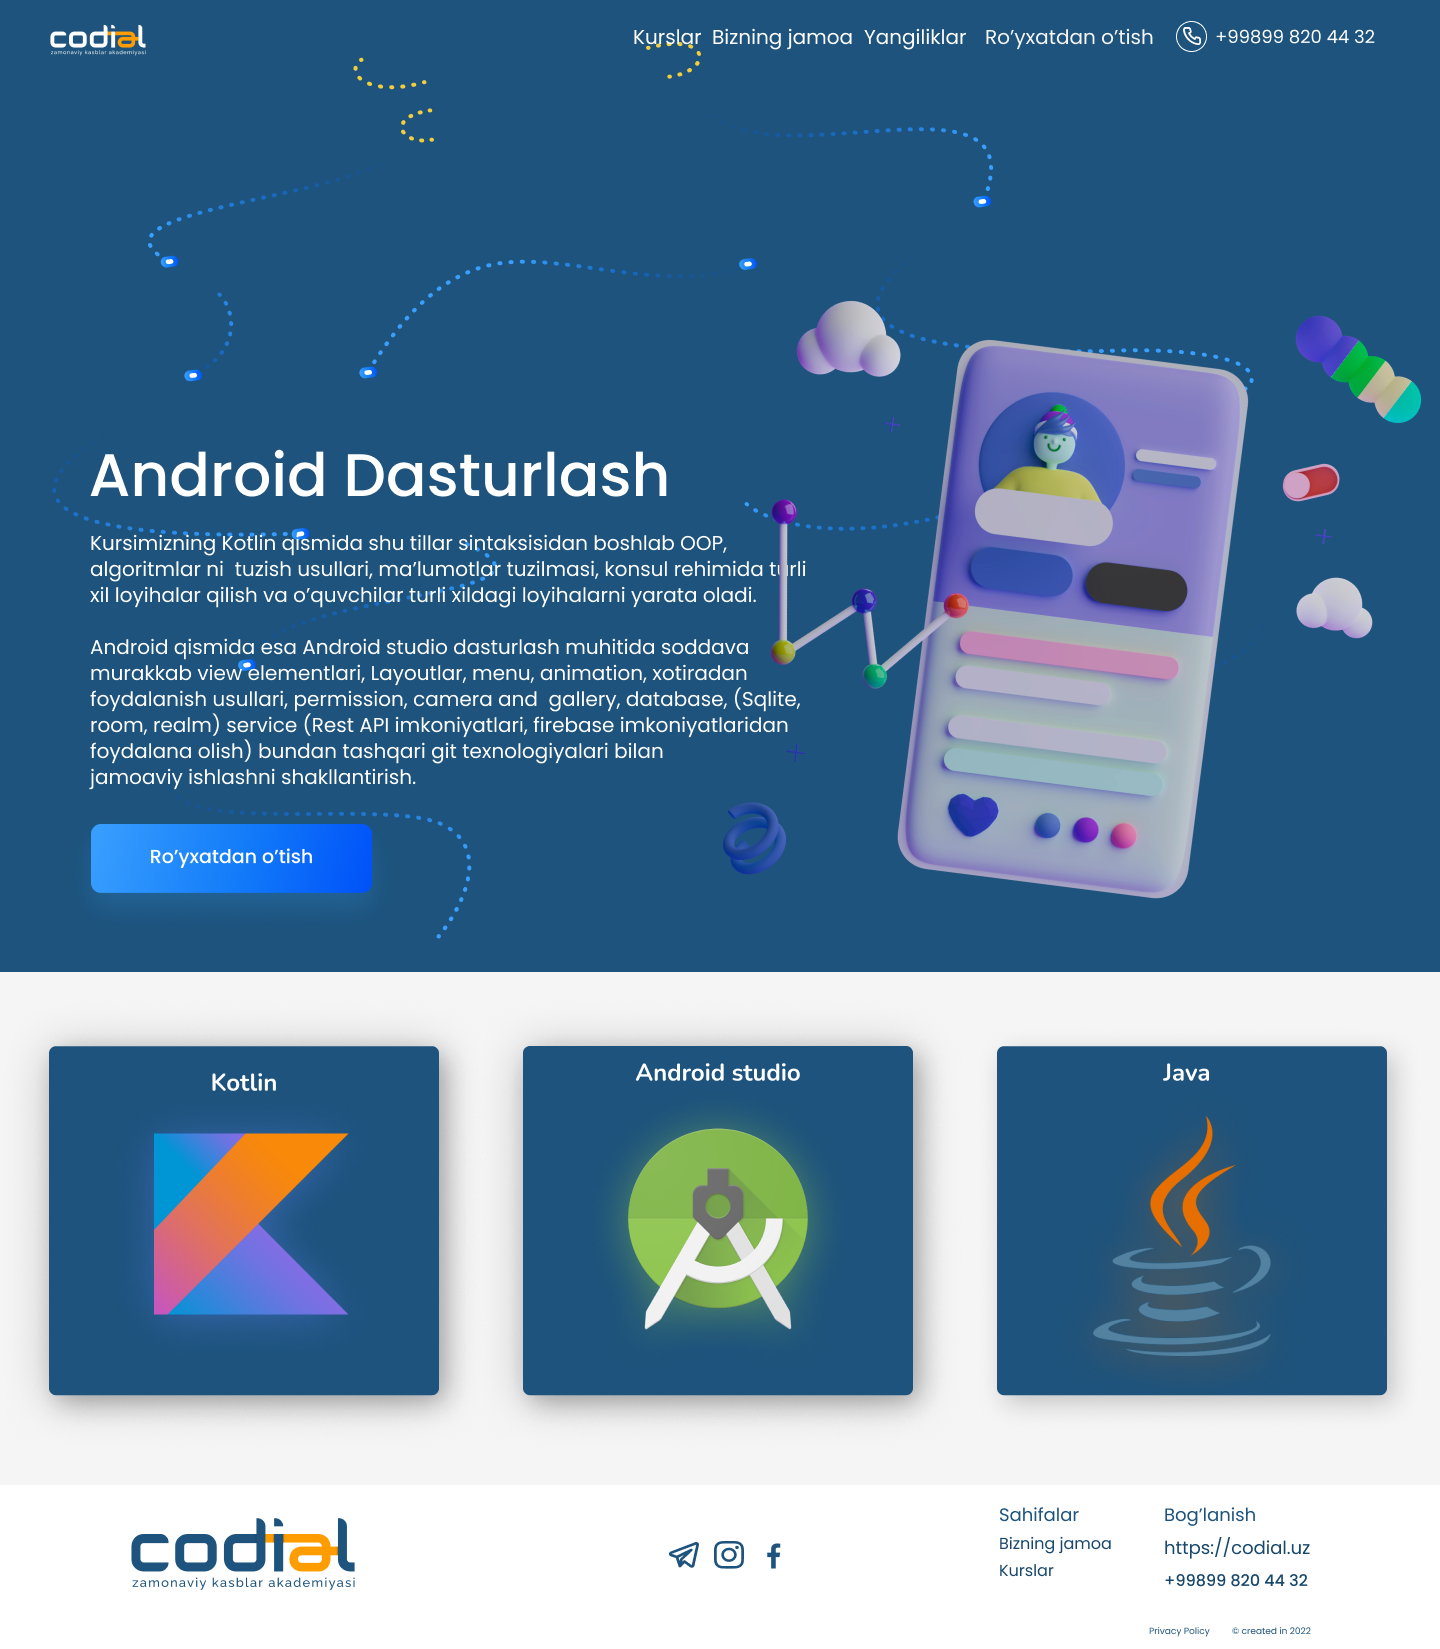 codial
zamonaviy kasblar akademiyasi
Kurslar Bizning jamoa Yangiliklar Ro’yxatdan o’tish +99899 820 44 32
Android Dasturlash
Kursimizning Kotlin qismida shu tillar sintaksisidan boshlab OOP,
algoritmlar ni tuzish usullari, ma’lumotlar tuzilmasi, konsul rehimida turli
xil loyihalar qilish va o’quvchilar turli xildagi loyihalarni yarata oladi.
Android qismida esa Android studio dasturlash muhitida soddava
murakkab view elementlari, Layoutlar, menu, animation, xotiradan
foydalanish usullari, permission, camera and gallery, database, (Sqlite,
room, realm) service (Rest API imkoniyatlari, firebase imkoniyatlaridan
foydalana olish) bundan tashqari git texnologiyalari bilan
jamoaviy ishlashni shakllantirish.
Ro’yxatdan o’tish
Kotlin
Android studio
Java
codial
zamonaviy kasblar akademiyasi
Sahifalar
Bizning jamoa
Kurslar
Bog’lanish
https://codial.uz
+99899 820 44 32
Privacy Policy © created in 2022